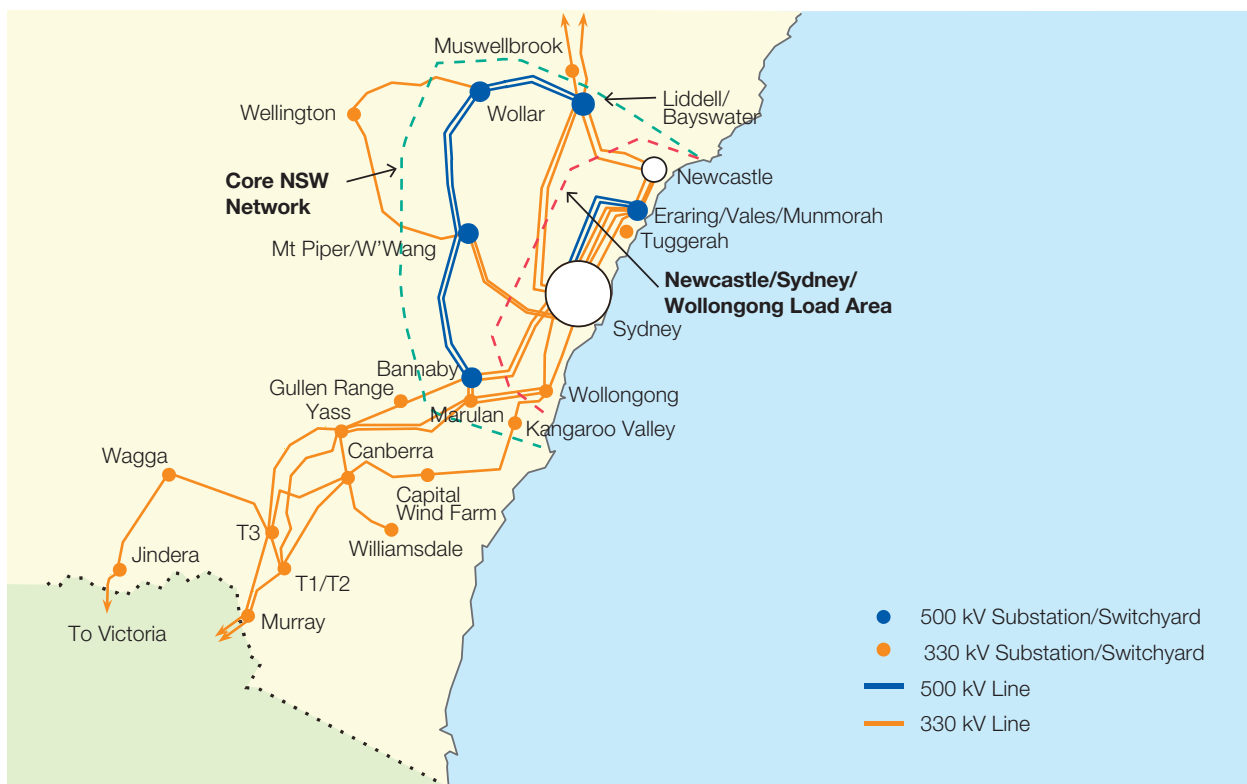 Muswellbrook
Liddell/
Bayswater
Wellington
Wollar
Core NSW
Network
Newcastle
Eraring/Vales/Munmorah
Tuggerah
Mt Piper/W'Wang
Newcastle/Sydney/
Wollongong Load Area
Sydney
Bannaby
Gullen Range
Wollongong
Yass
Marulan
Kangaroo Valley
Canberra
Wagga
Capital
Wind Farm
T3
Williamsdale
Jindera
T1/T2
Murray
To Victoria
500 kV Substation/Switchyard
330 kV Substation/Switchyard
500 kV Line
330 kV Line